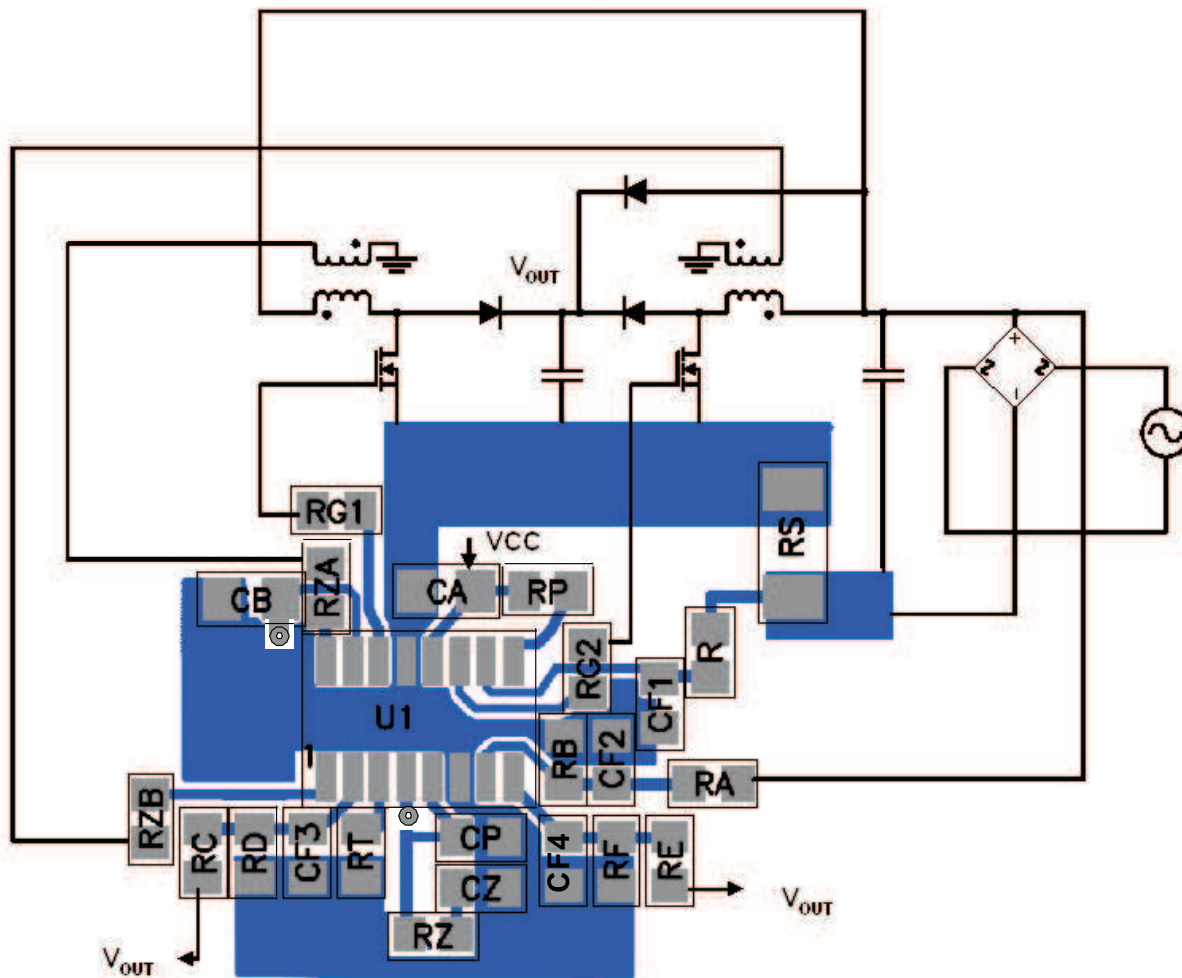 VOUT
+
−
RG1
VCC
RS
CB
RZA
CA
RP
R
RG2
CF1
U1
1
RB
CF2
RA
RZB
RC
RD
CF3
RT
CP
CZ
CF4
RF
RE
RZ
VOUT
VOUT